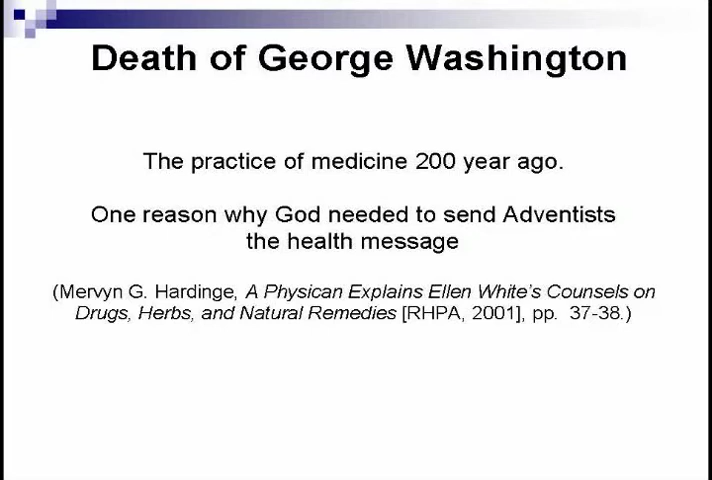 Death of George Washington
The practice of medicine 200 year ago.
One reason why God needed to send Adventists
the health message
(Mervyn G. Hardinge, A Physican Explains Ellen White's Counsels on
Drugs, Herbs, and Natural Remedies [RHPA, 2001], pp. 37-38.)